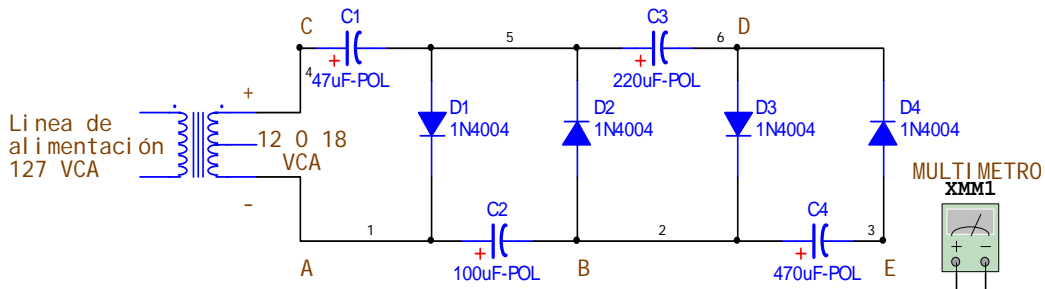 C
C1
5
C3
6
D
4
+
47uF-POL
+
220uF-POL
+
D1
1N4004
D2
1N4004
D3
1N4004
D4
1N4004
Linea de
alimentación
127 VCA
12 O 18
VCA
MULTIMETRO
XMM1
+ -
-
1
C2
2
C4
3
A
+
100uF-POL
B
+
470uF-POL
E